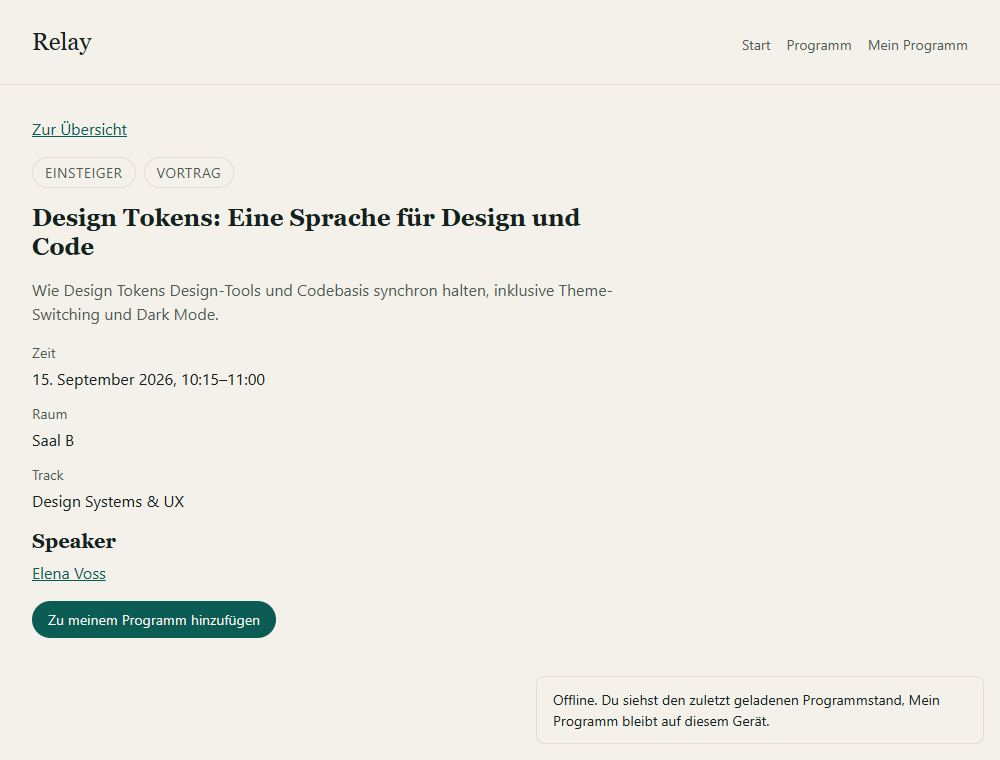 Relay
Start Programm Mein Programm
Zur Übersicht
EINSTEIGER VORTRAG
Design Tokens: Eine Sprache für Design und
Code
Wie Design Tokens Design-Tools und Codebasis synchron halten, inklusive Theme-
Switching und Dark Mode.
Zeit
15. September 2026, 10:15–11:00
Raum
Saal B
Track
Design Systems & UX
Speaker
Elena Voss
Zu meinem Programm hinzufügen
Offline. Du siehst den zuletzt geladenen Programmstand, Mein
Programm bleibt auf diesem Gerät.